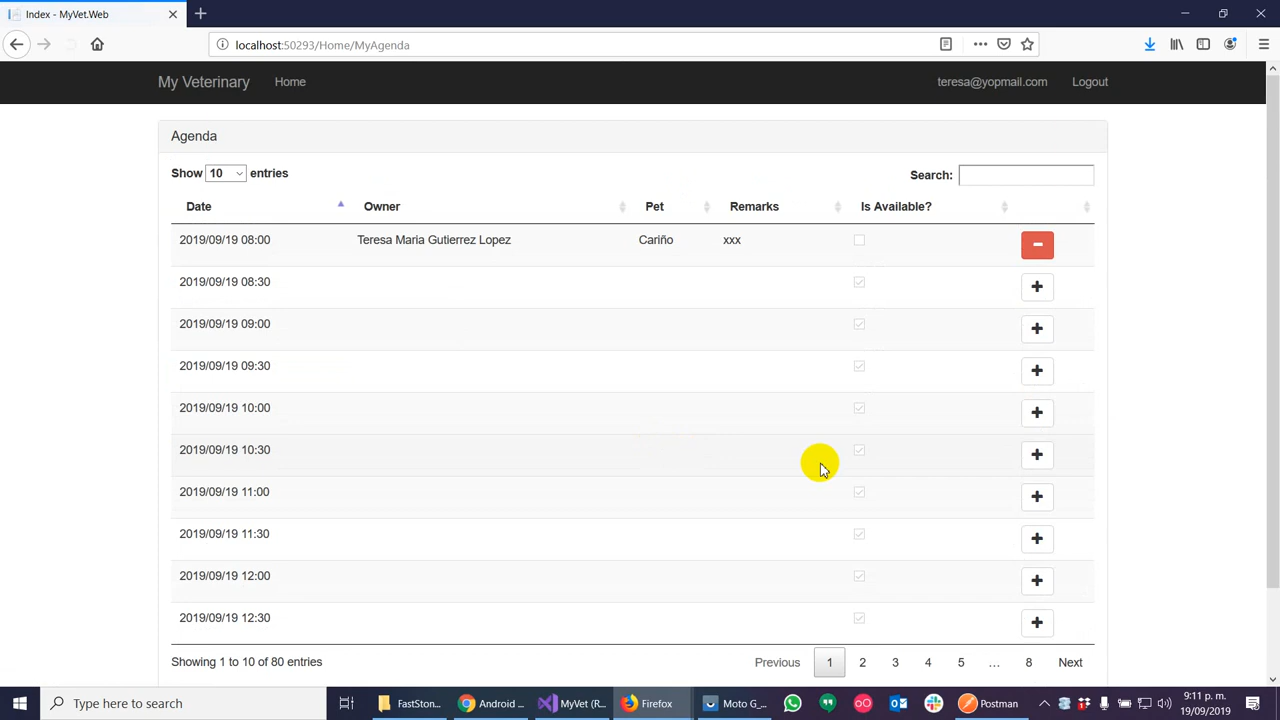 Index - MyVet.Web
localhost:50293/Home/MyAgenda
My Veterinary Home teresa@yopmail.com Logout
Agenda
Show 10 entries Search:
Date Owner Pet Remarks Is Available?
2019/09/19 08:00 Teresa Maria Gutierrez Lopez Cariño xxx
2019/09/19 08:30
2019/09/19 09:00
2019/09/19 09:30
2019/09/19 10:00
2019/09/19 10:30
2019/09/19 11:00
2019/09/19 11:30
2019/09/19 12:00
2019/09/19 12:30
Showing 1 to 10 of 80 entries Previous 1 2 3 4 5 … 8 Next
Type here to search FastSton... Android ... MyVet (R... Firefox Moto G_... Postman 9:11 p. m.
19/09/2019